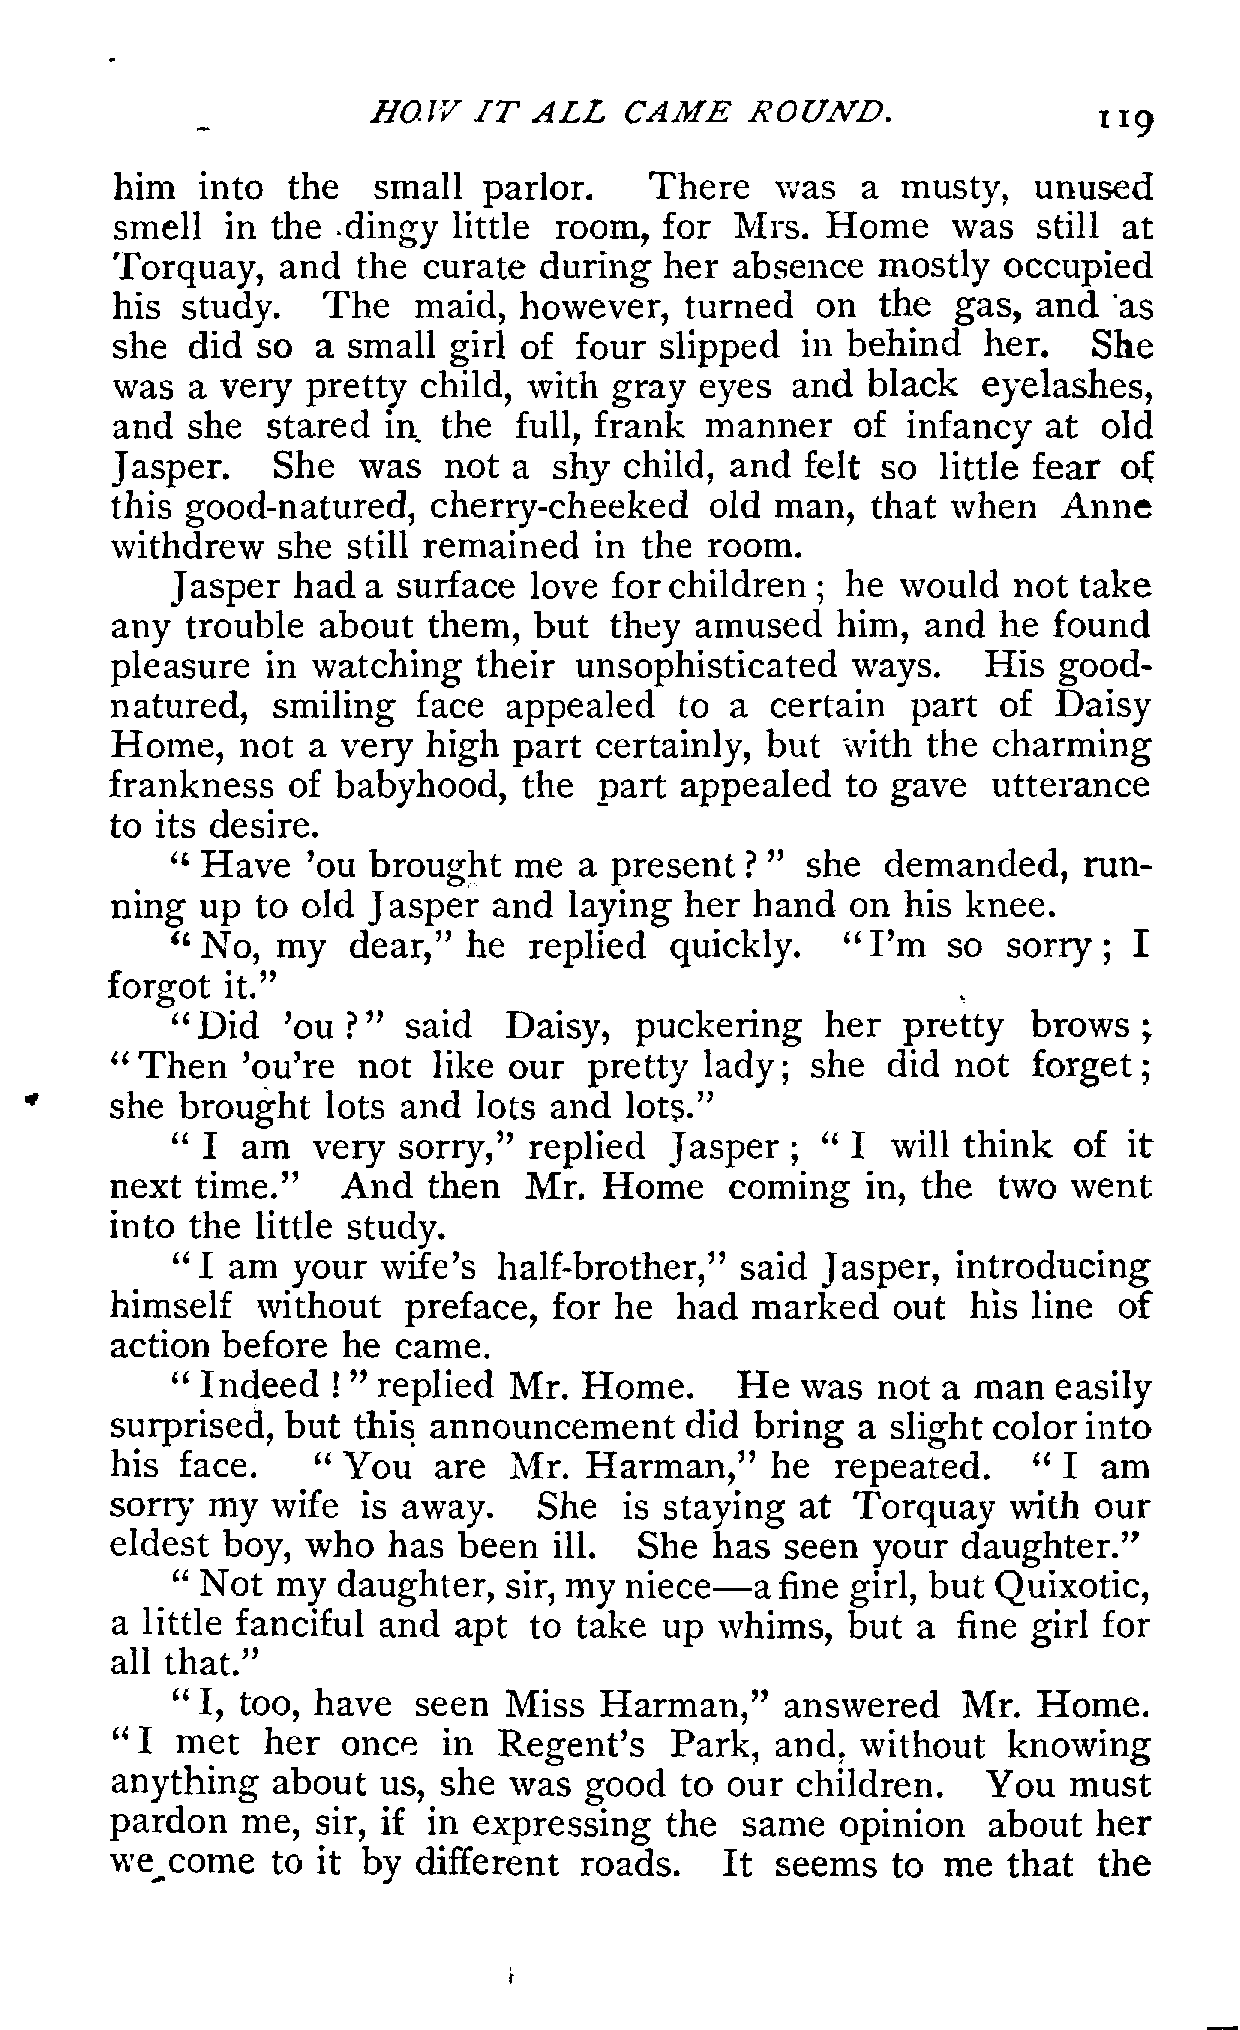 HOW IT ALL CAME ROUND. 119
him into the small parlor. There was a musty, unused
smell in the dingy little room, for Mrs. Home was still at
Torquay, and the curate during her absence mostly occupied
his study. The maid, however, turned on the gas, and as
she did so a small girl of four slipped in behind her. She
was a very pretty child, with gray eyes and black eyelashes,
and she stared in the full, frank manner of infancy at old
Jasper. She was not a shy child, and felt so little fear of
this good-natured, cherry-cheeked old man, that when Anne
withdrew she still remained in the room.
Jasper had a surface love for children ; he would not take
any trouble about them, but they amused him, and he found
pleasure in watching their unsophisticated ways. His good-
natured, smiling face appealed to a certain part of Daisy
Home, not a very high part certainly, but with the charming
frankness of babyhood, the part appealed to gave utterance
to its desire.
" Have 'ou brought me a present ? " she demanded, run-
ning up to old Jasper and laying her hand on his knee.
" No, my dear," he replied quickly. " I'm so sorry ; I
forgot it."
" Did 'ou ? " said Daisy, puckering her pretty brows ;
" Then 'ou're not like our pretty lady ; she did not forget ;
she brought lots and lots and lots."
" I am very sorry," replied Jasper ; " I will think of it
next time." And then Mr. Home coming in, the two went
into the little study.
" I am your wife's half-brother," said Jasper, introducing
himself without preface, for he had marked out his line of
action before he came.
" Indeed ! " replied Mr. Home. He was not a man easily
surprised, but this announcement did bring a slight color into
his face. " You are Mr. Harman," he repeated. " I am
sorry my wife is away. She is staying at Torquay with our
eldest boy, who has been ill. She has seen your daughter."
" Not my daughter, sir, my niece—a fine girl, but Quixotic,
a little fanciful and apt to take up whims, but a fine girl for
all that."
" I, too, have seen Miss Harman," answered Mr. Home.
" I met her once in Regent's Park, and, without knowing
anything about us, she was good to our children. You must
pardon me, sir, if in expressing the same opinion about her
we come to it by different roads. It seems to me that the